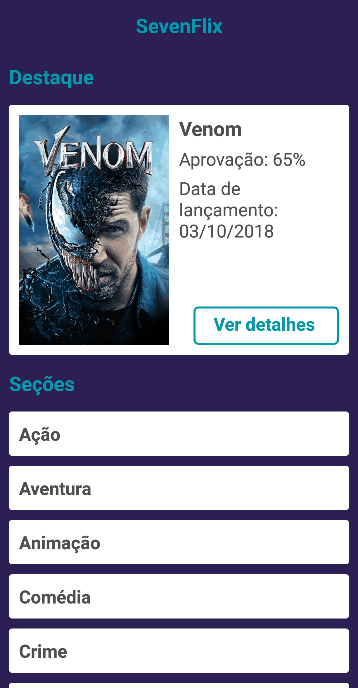 SevenFlix
Destaque
VENOM
Venom
Aprovação: 65%
Data de
lançamento:
03/10/2018
Ver detalhes
Seções
Ação
Aventura
Animação
Comédia
Crime